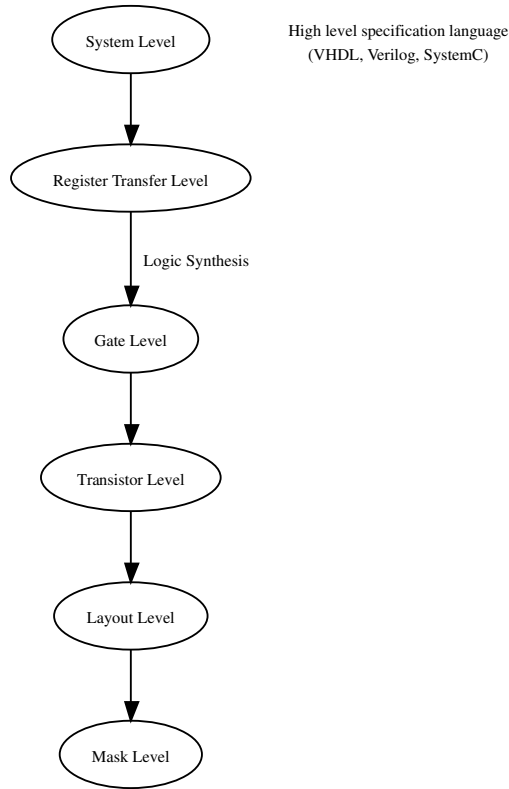 System Level
High level specification language
(VHDL, Verilog, SystemC)
Register Transfer Level
Logic Synthesis
Gate Level
Transistor Level
Layout Level
Mask Level